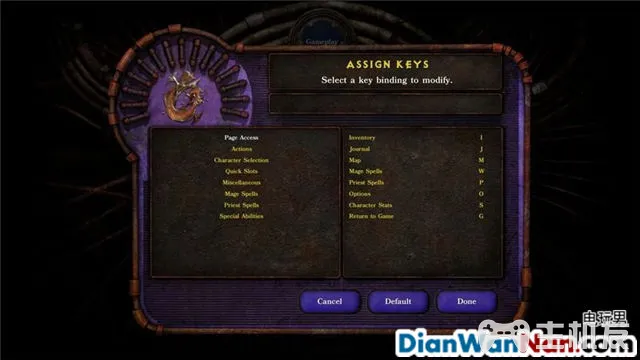 Gameplay
ASSIGN KEYS
Select a key binding to modify.
Page Access
Actions
Character Selection
Quick Slots
Miscellaneous
Mage Spells
Priest Spells
Special Abilities
Inventory I
Journal J
Map M
Mage Spells W
Priest Spells P
Options O
Character Stats S
Return to Game G
Cancel
Default
Done
电玩男
DianWanNan.com